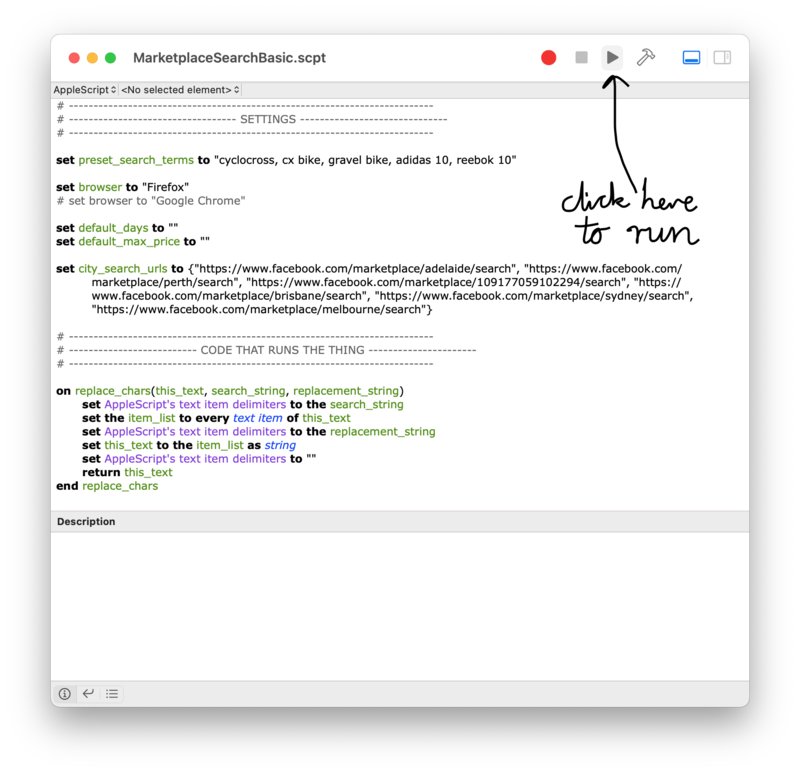 MarketplaceSearchBasic.scpt
AppleScript <No selected element>
# --------------------------------------------------------------------------
# ---------------------------------- SETTINGS ------------------------------
# --------------------------------------------------------------------------
set preset_search_terms to "cyclocross, cx bike, gravel bike, adidas 10, reebok 10"
set browser to "Firefox"
# set browser to "Google Chrome"
click here
to run
set default_days to ""
set default_max_price to ""
set city_search_urls to {"https://www.facebook.com/marketplace/adelaide/search", "https://www.facebook.com/
marketplace/perth/search", "https://www.facebook.com/marketplace/109177059102294/search", "https://
www.facebook.com/marketplace/brisbane/search", "https://www.facebook.com/marketplace/sydney/search",
"https://www.facebook.com/marketplace/melbourne/search"}
# --------------------------------------------------------------------------
# -------------------------- CODE THAT RUNS THE THING ----------------------
# --------------------------------------------------------------------------
on replace_chars(this_text, search_string, replacement_string)
set AppleScript's text item delimiters to the search_string
set the item_list to every text item of this_text
set AppleScript's text item delimiters to the replacement_string
set this_text to the item_list as string
set AppleScript's text item delimiters to ""
return this_text
end replace_chars
Description